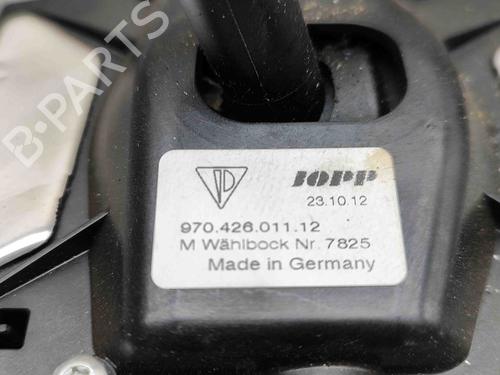 B-PARTS
JOPP
23.10.12
970.426.011.12
M Wählbock Nr. 7825
Made in Germany